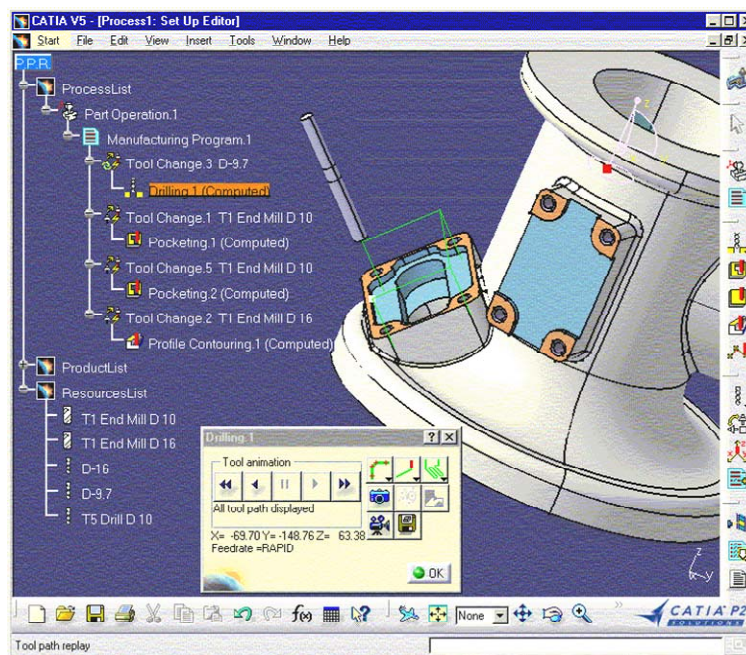 CATIA V5 - [Process1: Set Up Editor]
Start File Edit View Insert Tools Window Help
P.P.R.
ProcessList
Part Operation.1
Manufacturing Program.1
Tool Change.3 D-9.7
Drilling.1 (Computed)
Tool Change.1 T1 End Mill D 10
Pocketing.1 (Computed)
Tool Change.5 T1 End Mill D 10
Pocketing.2 (Computed)
Tool Change.2 T1 End Mill D 16
Profile Contouring.1 (Computed)
ProductList
ResourcesList
T1 End Mill D 10
T1 End Mill D 16
D-16
D-9.7
T5 Drill D 10
Drilling.1
Tool animation
All tool path displayed
X= -69.70 Y= -148.76 Z= 63.38
Feedrate =RAPID
OK
z
z
y
f(x)
None
CATIA P2
SOLUTIONS
Tool path replay